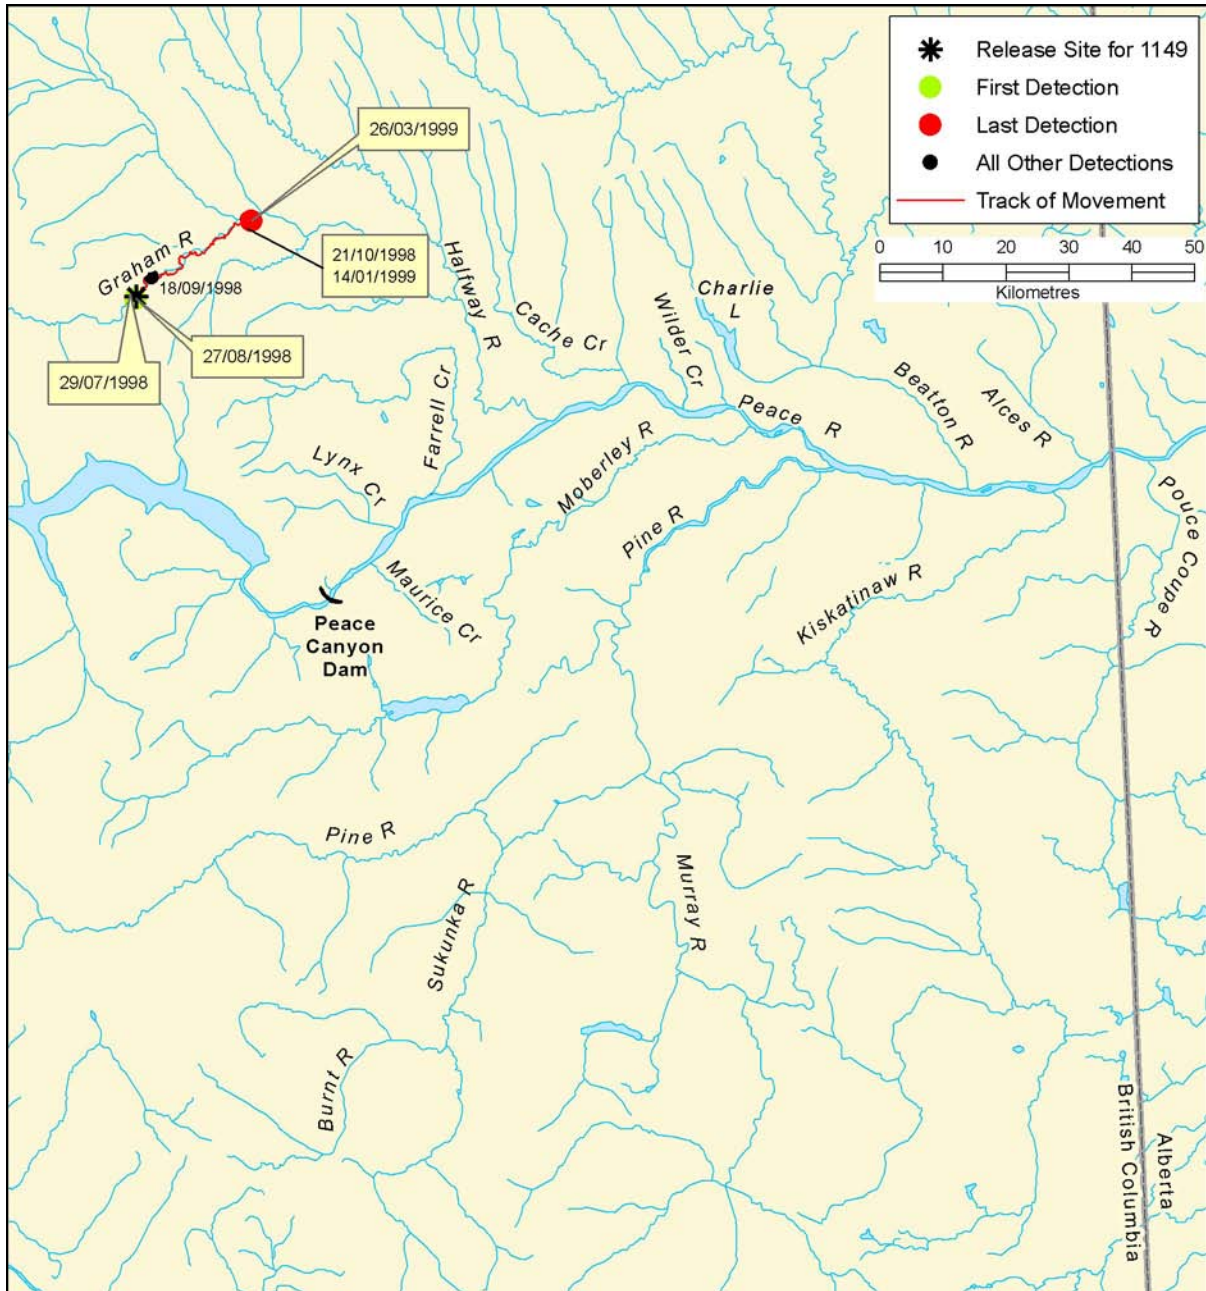 Release Site for 1149
First Detection
Last Detection
All Other Detections
Track of Movement
0 10 20 30 40 50
Kilometres
26/03/1999
21/10/1998
14/01/1999
Graham R
18/09/1998
27/08/1998
29/07/1998
Halfway R
Cache Cr
Wilder Cr
Charlie
L
Farrell Cr
Lynx Cr
Moberley R
Peace R
Beatton R
Alces R
Pine R
Pouce Coupe R
Maurice Cr
Kiskatinaw R
Peace
Canyon
Dam
Pine R
Sukunka R
Murray R
Burnt R
British Columbia
Alberta